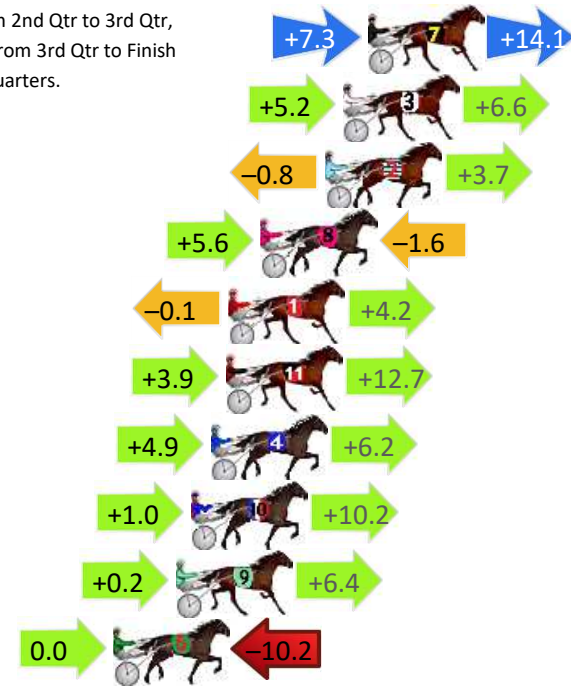 2nd Qtr to 3rd Qtr,
rom 3rd Qtr to Finish
uarters.
+7.3 7 +14.1
+5.2 3 +6.6
–0.8 2 +3.7
+5.6 8 –1.6
–0.1 1 +4.2
+3.9 11 +12.7
+4.9 4 +6.2
+1.0 10 +10.2
+0.2 9 +6.4
0.0 –10.2